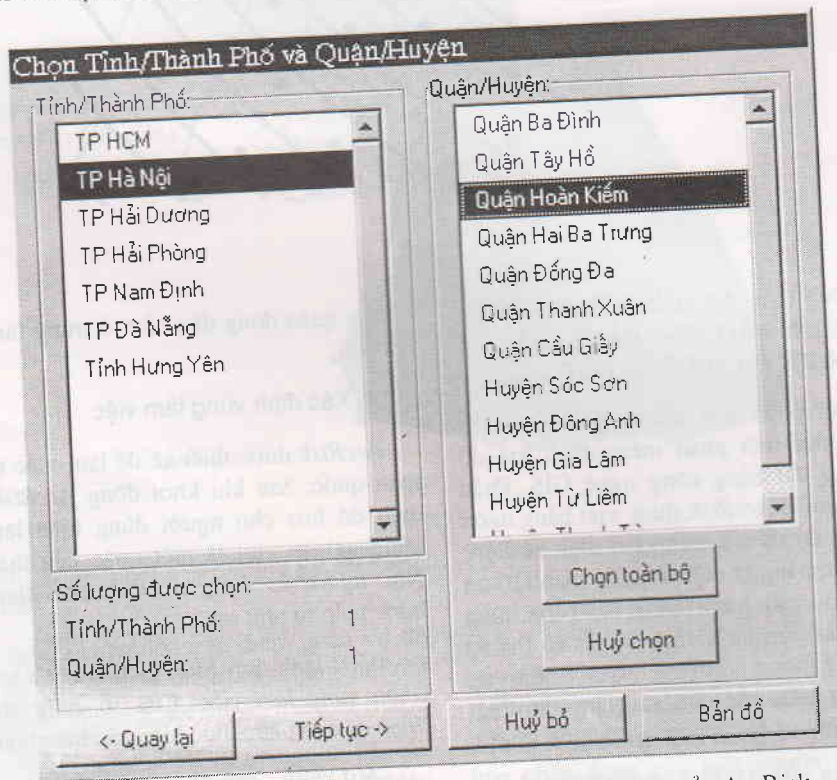 Chọn Tỉnh/Thành Phố và Quận/Huyện
Tỉnh/Thành Phố:
TP HCM
TP Hà Nội
TP Hải Dương
TP Hải Phòng
TP Nam Định
TP Đà Nẵng
Tỉnh Hưng Yên
Quận/Huyện:
Quận Ba Đình
Quận Tây Hồ
Quận Hoàn Kiếm
Quận Hai Ba Trưng
Quận Đống Đa
Quận Thanh Xuân
Quận Cầu Giấy
Huyện Sóc Sơn
Huyện Đông Anh
Huyện Gia Lâm
Huyện Từ Liêm
Số lượng được chọn:
Tỉnh/Thành Phố: 1
Quận/Huyện: 1
Chọn toàn bộ
Huỷ chọn
<- Quay lại
Tiếp tục ->
Huỷ bỏ
Bản đồ